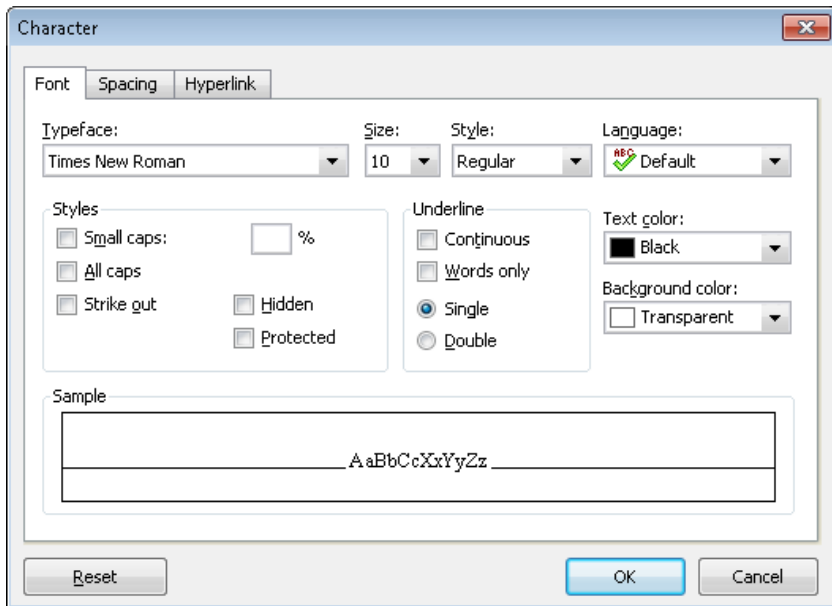 Character
Font Spacing Hyperlink
Typeface: Size: Style: Language:
Times New Roman 10 Regular ABC Default
Styles Underline Text color:
Small caps: % Continuous Black
All caps Words only Background color:
Strike out Hidden Single Transparent
Protected Double
Sample
AaBbCcXxYyZz
Reset OK Cancel